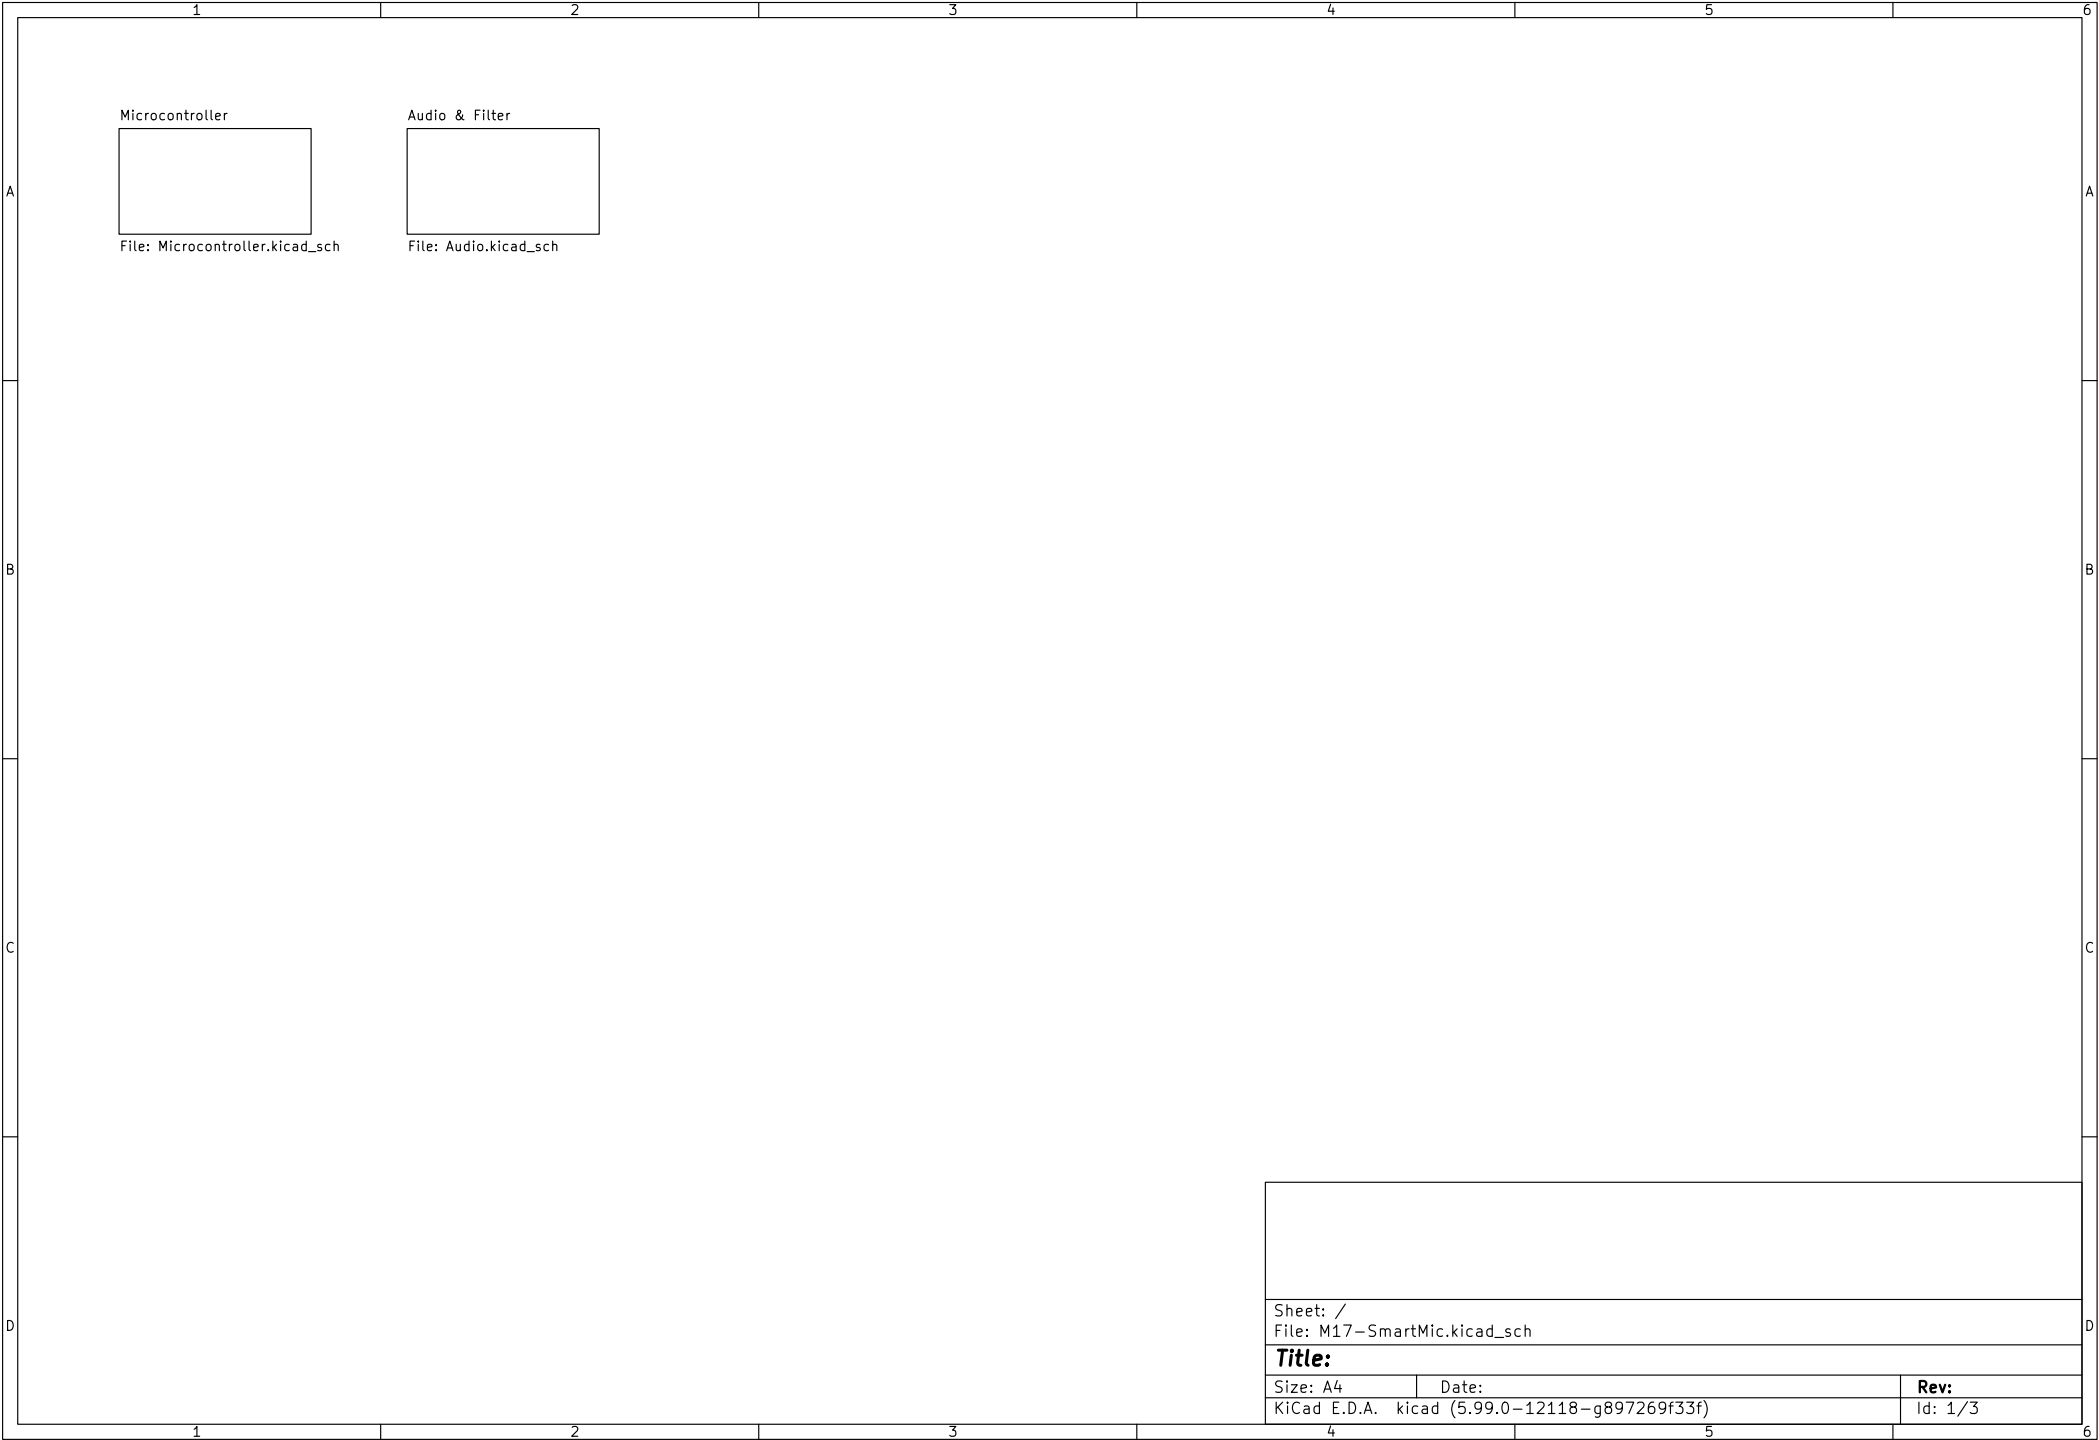 1 2 3 4 5 6
Microcontroller
Audio & Filter
A A
File: Microcontroller.kicad_sch
File: Audio.kicad_sch
B B
C C
Sheet: /
File: M17-SmartMic.kicad_sch
D D
Title:
Size: A4 Date: Rev:
KiCad E.D.A. kicad (5.99.0-12118-g897269f33f) Id: 1/3
1 2 3 4 5 6